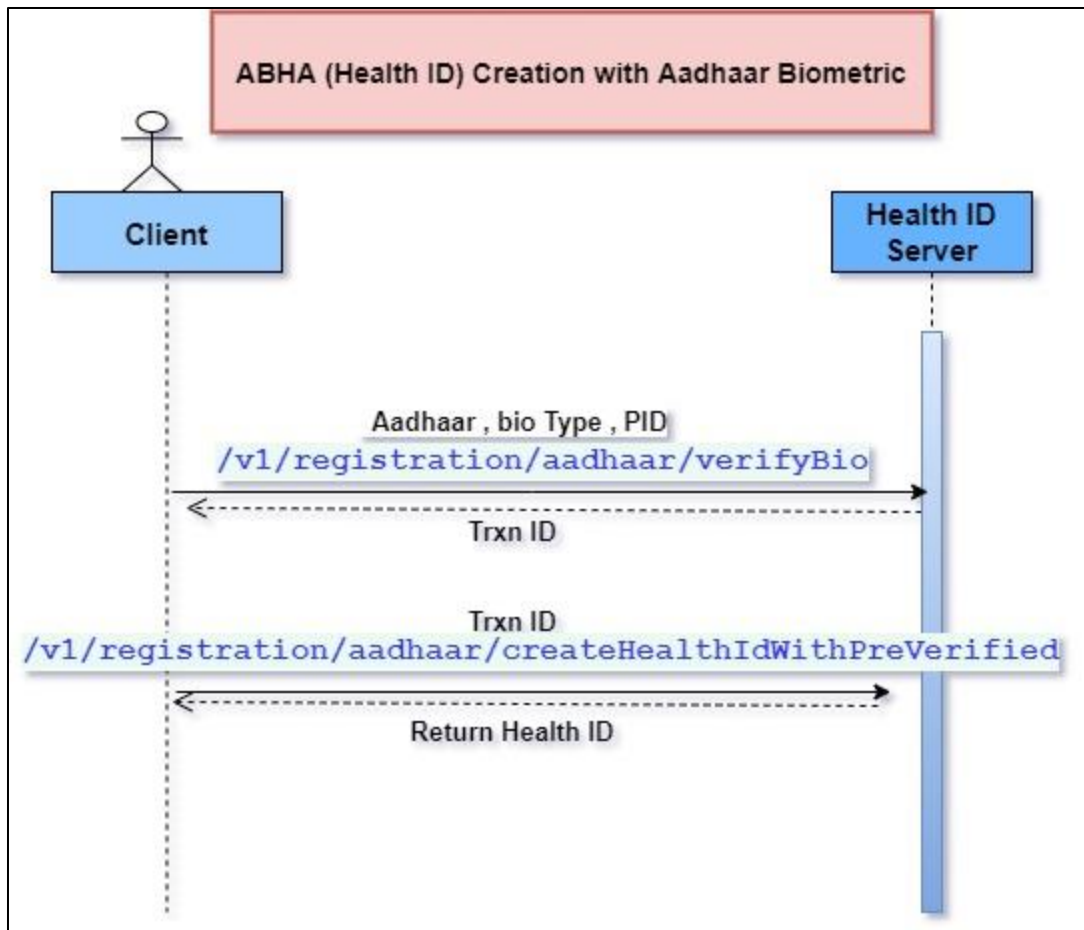 ABHA (Health ID) Creation with Aadhaar Biometric
Client
Health ID
Server
Aadhaar , bio Type , PID
/v1/registration/aadhaar/verifyBio
Trxn ID
Trxn ID
/v1/registration/aadhaar/createHealthIdWithPreVerified
Return Health ID